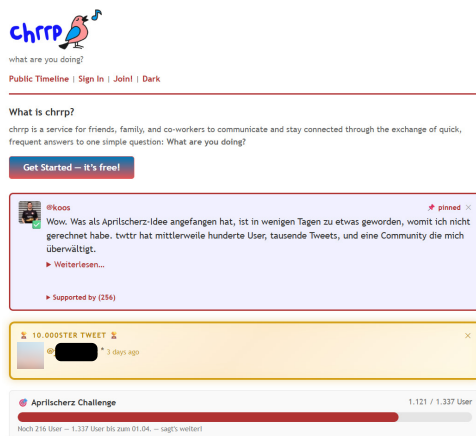 chrrp
what are you doing?
Public Timeline | Sign In | Join! | Dark
What is chrrp?
chrrp is a service for friends, family, and co-workers to communicate and stay connected through the exchange of quick,
frequent answers to one simple question: What are you doing?
Get Started — it's free!
@koos
📌 pinned ×
Wow. Was als Aprilscherz-Idee angefangen hat, ist in wenigen Tagen zu etwas geworden, womit ich nicht
gerechnet habe. twttr hat mittlerweile hunderte User, tausende Tweets, und eine Community die mich
überwältigt.
▶ Weiterlesen...
▶ Supported by (256)
🏆 10.000STER TWEET 🏆 ×
@ 3 days ago
🎯 Aprilscherz Challenge
1.121 / 1.337 User
Noch 216 User — 1.337 User bis zum 01.04. — sagt's weiter!